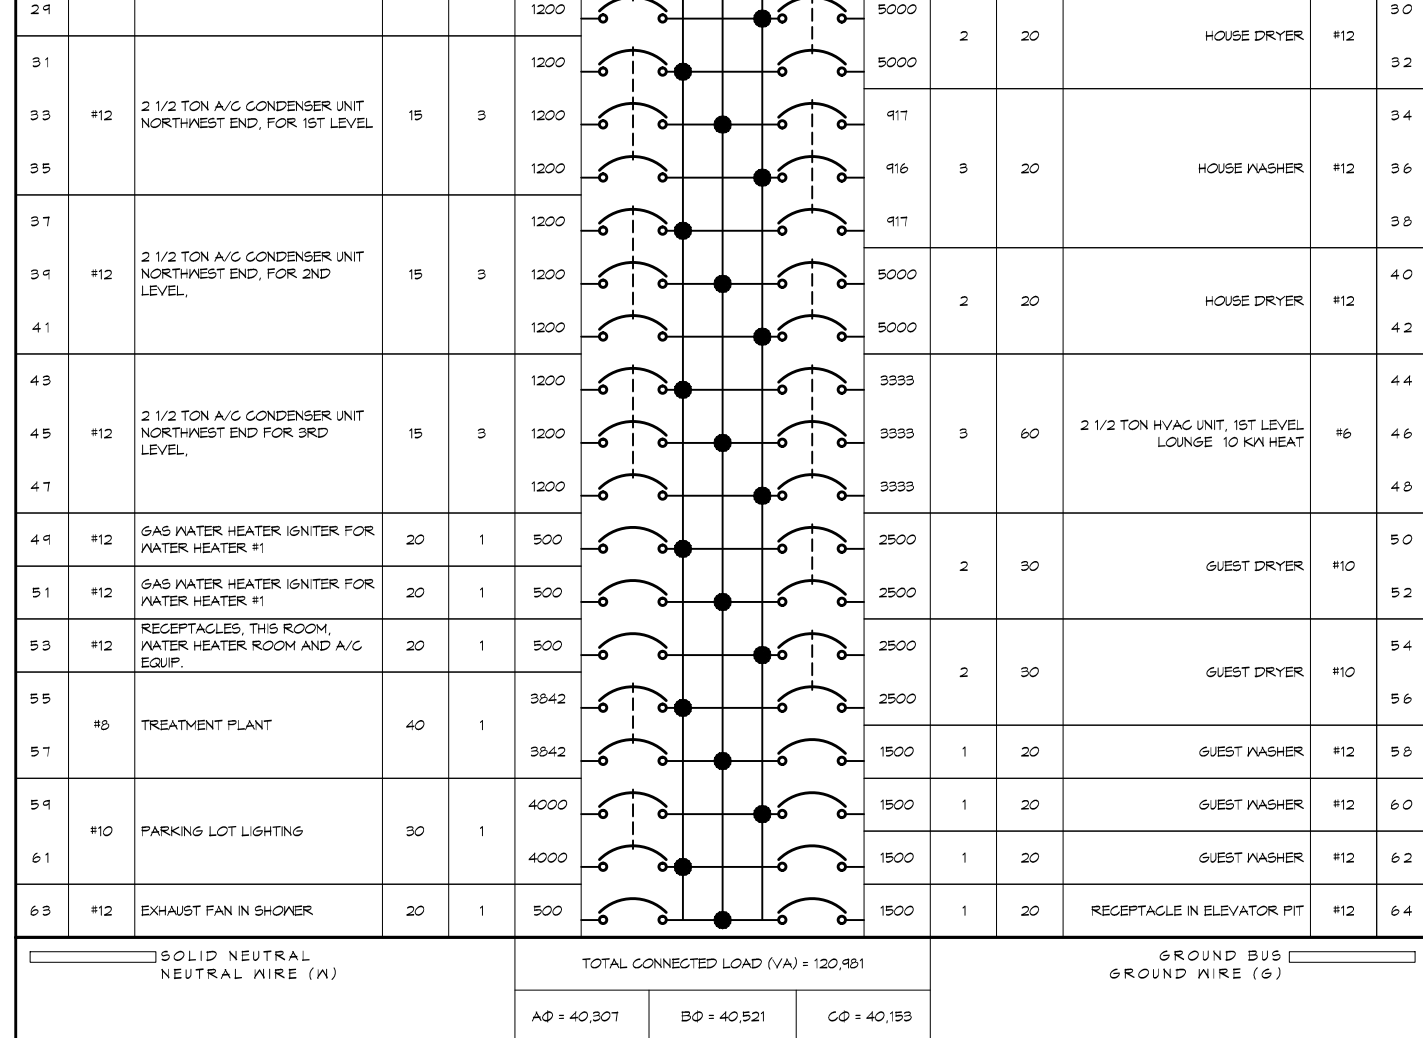 29 1200 5000 30
2 20 HOUSE DRYER #12
31 1200 5000 32
33 #12 2 1/2 TON A/C CONDENSER UNIT 15 3 1200 917 34
NORTHWEST END, FOR 1ST LEVEL
35 1200 916 3 20 HOUSE WASHER #12 36
37 1200 917 38
2 1/2 TON A/C CONDENSER UNIT
39 #12 NORTHWEST END, FOR 2ND 15 3 1200 5000 40
LEVEL,
2 20 HOUSE DRYER #12
41 1200 5000 42
43 1200 3333 44
2 1/2 TON A/C CONDENSER UNIT
45 #12 NORTHWEST END FOR 3RD 15 3 1200 3333 3 60 2 1/2 TON HVAC UNIT, 1ST LEVEL #6 46
LEVEL, LOUNGE 10 KW HEAT
47 1200 3333 48
49 #12 GAS WATER HEATER IGNITER FOR 20 1 500 2500 50
WATER HEATER #1
2 30 GUEST DRYER #10
51 #12 GAS WATER HEATER IGNITER FOR 20 1 500 2500 52
WATER HEATER #1
RECEPTACLES, THIS ROOM,
53 #12 WATER HEATER ROOM AND A/C 20 1 500 2500 54
EQUIP.
2 30 GUEST DRYER #10
55 3842 2500 56
#8 TREATMENT PLANT 40 1
57 3842 1500 1 20 GUEST WASHER #12 58
59 4000 1500 1 20 GUEST WASHER #12 60
#10 PARKING LOT LIGHTING 30 1
61 4000 1500 1 20 GUEST WASHER #12 62
63 #12 EXHAUST FAN IN SHOWER 20 1 500 1500 1 20 RECEPTACLE IN ELEVATOR PIT #12 64
SOLID NEUTRAL
NEUTRAL WIRE (W)
TOTAL CONNECTED LOAD (VA) = 120,981
AΦ = 40,307 BΦ = 40,521 CΦ = 40,153
GROUND BUS
GROUND WIRE (G)